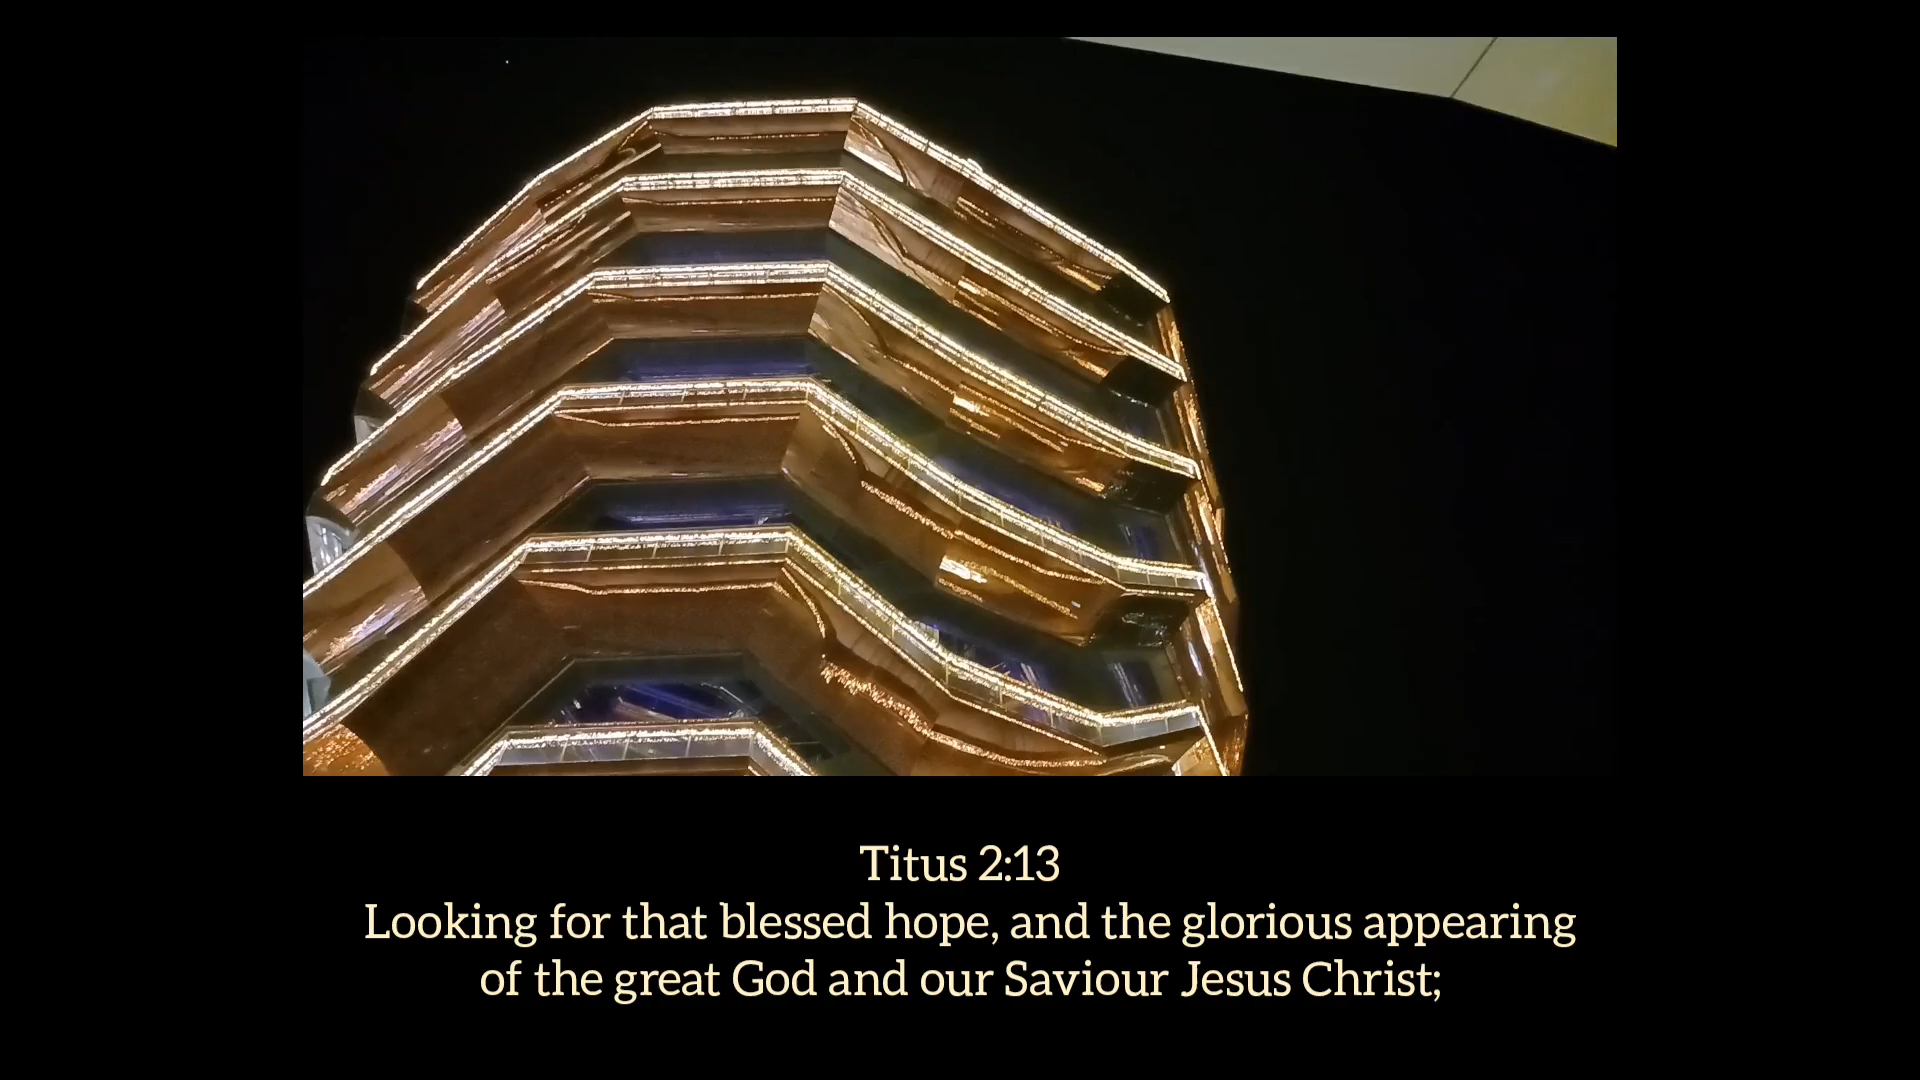 Titus 2:13
Looking for that blessed hope, and the glorious appearing
of the great God and our Saviour Jesus Christ;